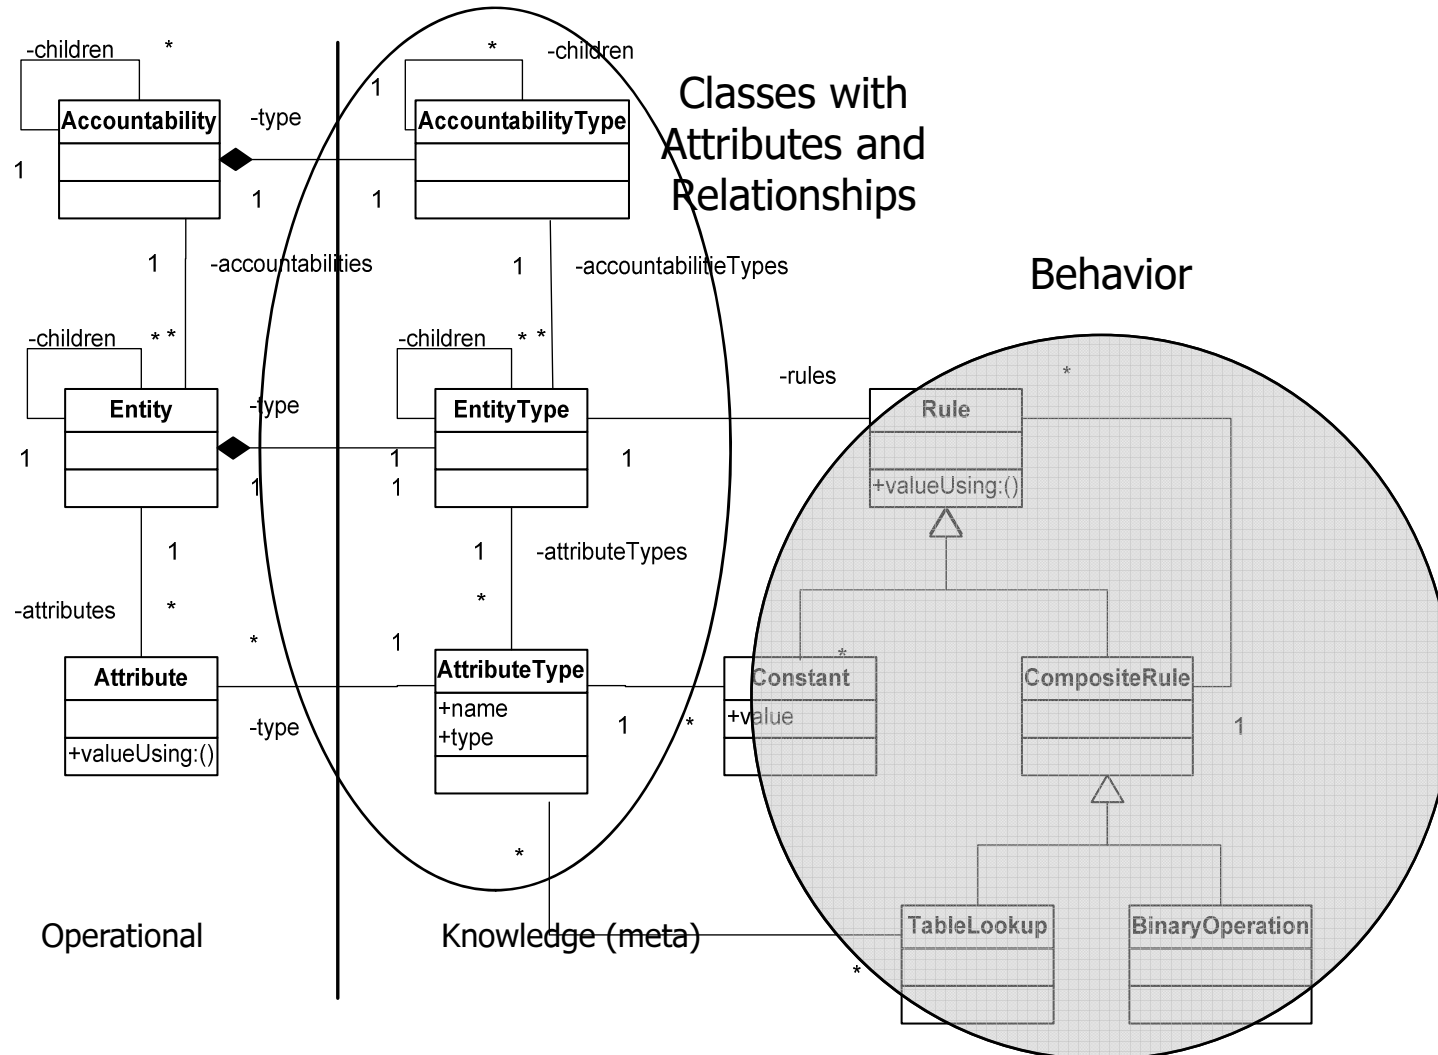 -children
*
*
-children
1
Classes with
Attributes and
Relationships
Accountability
-type
AccountabilityType
1
1
1
1
-accountabilities
1
-accountabilitieTypes
Behavior
-children
* *
-children
* *
-rules
*
Entity
-type
EntityType
Rule
1
1
1
1
1
+valueUsing:()
1
1
-attributeTypes
-attributes
*
*
*
1
*
Attribute
AttributeType
Constant
CompositeRule
+name
+value
+type
-type
1
*
1
+valueUsing:()
*
TableLookup
BinaryOperation
Operational
Knowledge (meta)
*
1